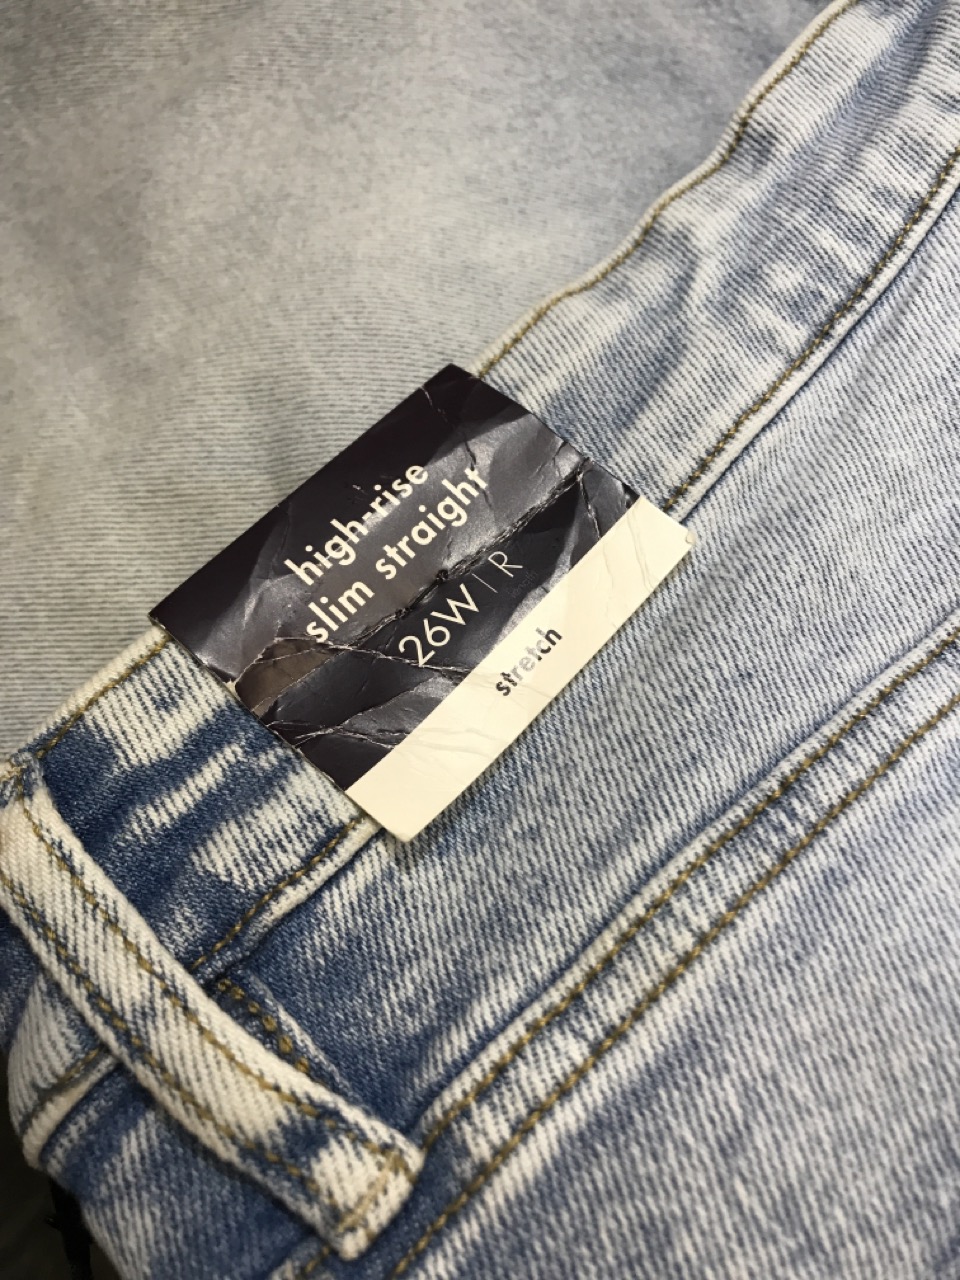 high-rise
slim straight
26W | R
stretch